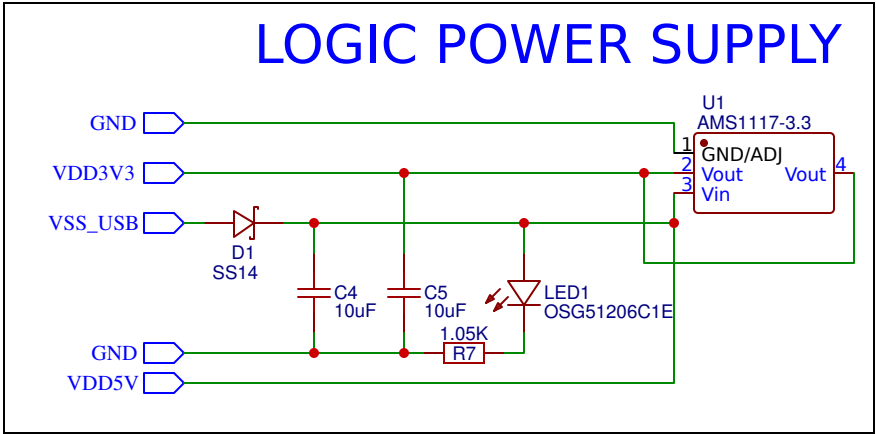 LOGIC POWER SUPPLY
U1
AMS1117-3.3
GND
1
GND/ADJ
VDD3V3
2
Vout
Vout
4
3
Vin
VSS_USB
D1
SS14
C4
10uF
C5
10uF
LED1
OSG51206C1E
1.05K
R7
GND
VDD5V